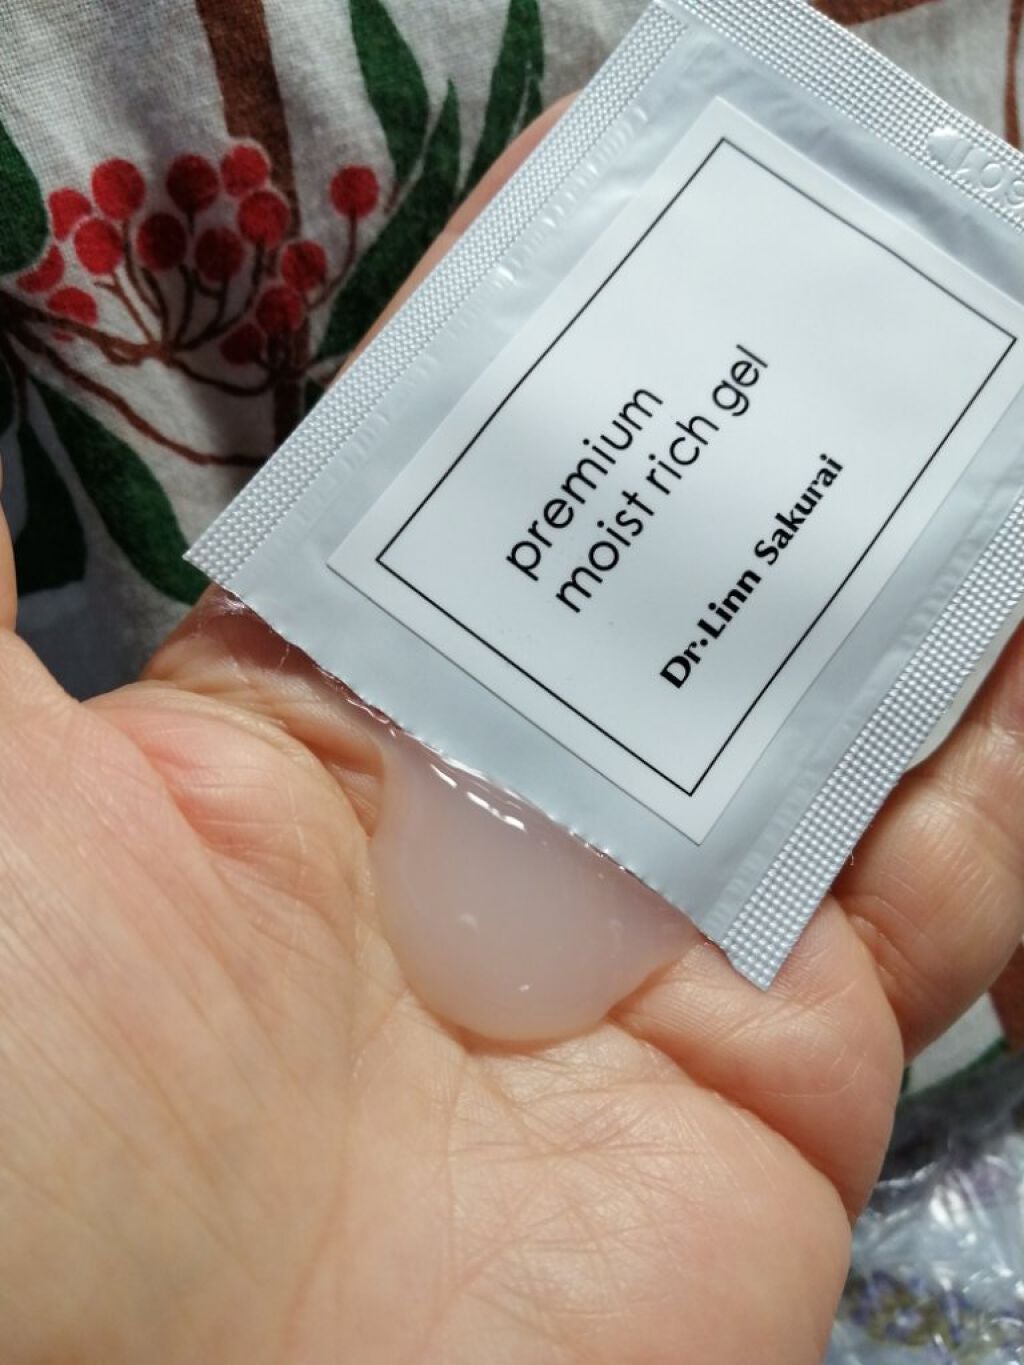 premium
moist rich gel
Dr.Linn Sakurai